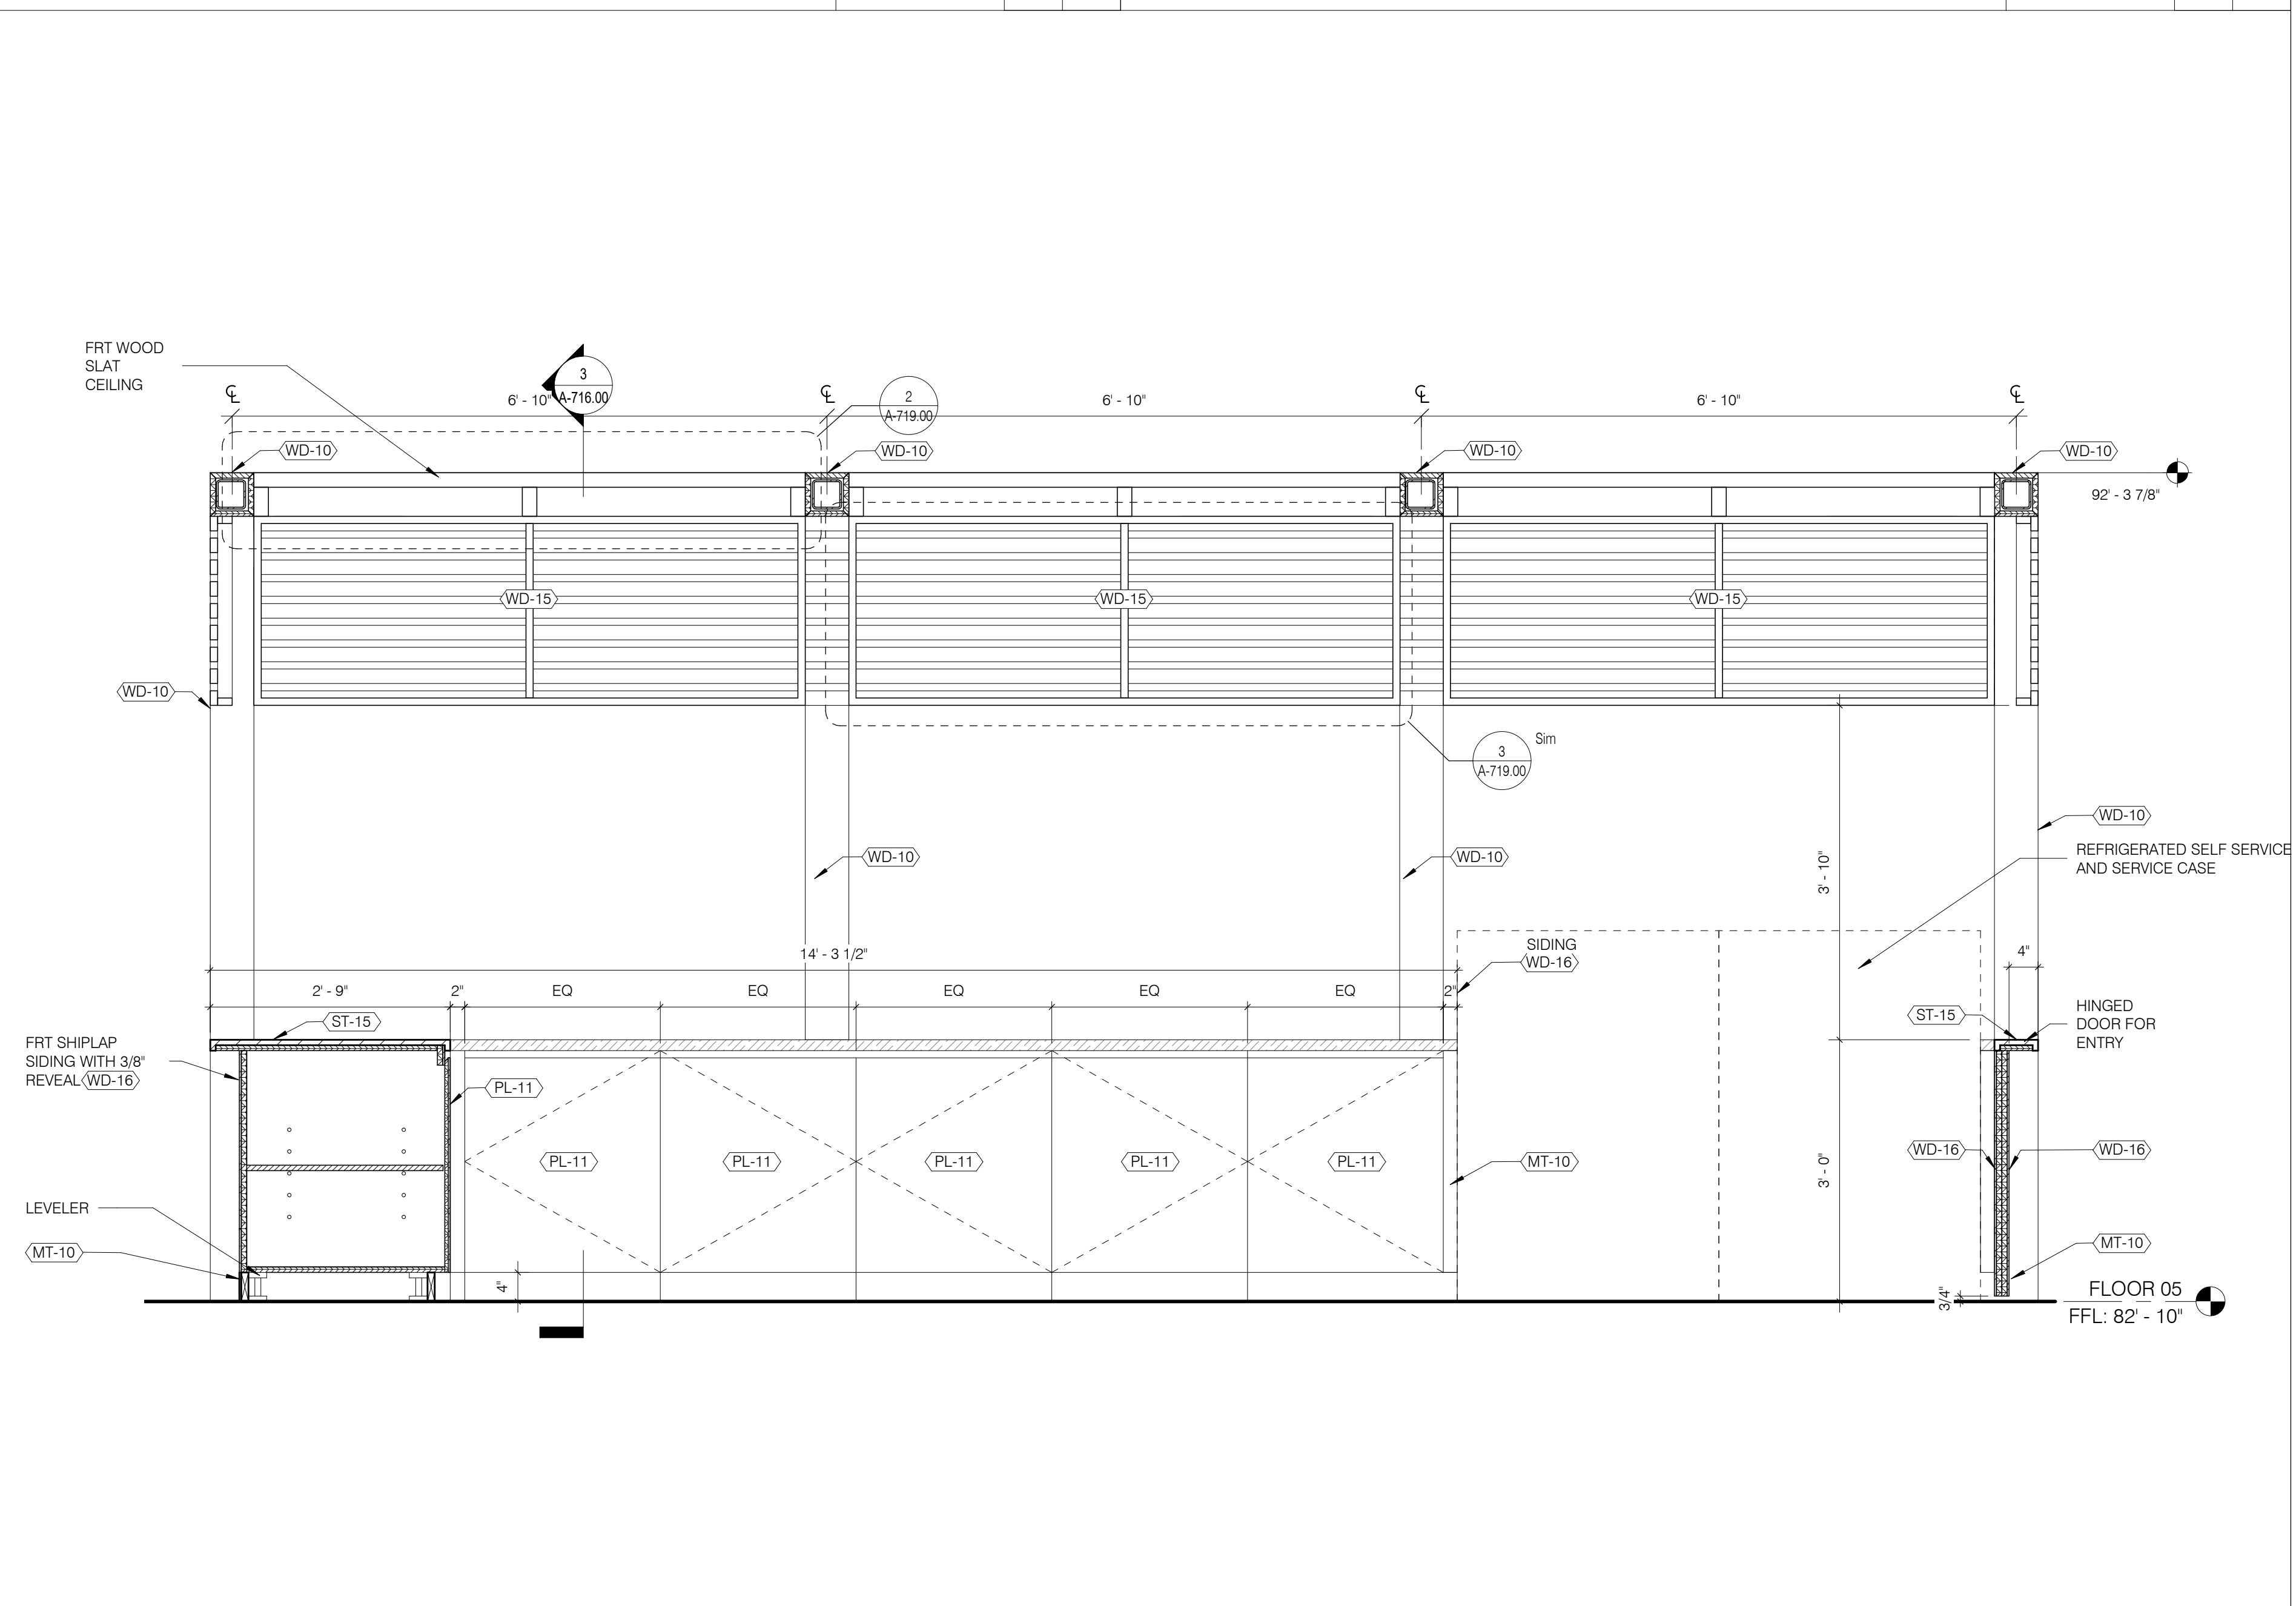 FRT WOOD
SLAT
CEILING
3
A-716.00
2
A-719.00
℄
℄
℄
℄
6' - 10"
6' - 10"
6' - 10"
WD-10
WD-10
WD-10
WD-10
92' - 3 7/8"
WD-15
WD-15
WD-15
WD-10
3
A-719.00
Sim
WD-10
WD-10
WD-10
3' - 10"
REFRIGERATED SELF SERVICE
AND SERVICE CASE
14' - 3 1/2"
SIDING
WD-16
4"
2' - 9"
2"
EQ
EQ
EQ
EQ
EQ
2"
ST-15
ST-15
HINGED
DOOR FOR
ENTRY
FRT SHIPLAP
SIDING WITH 3/8"
REVEAL WD-16
PL-11
PL-11
PL-11
PL-11
PL-11
PL-11
MT-10
3' - 0"
WD-16
WD-16
LEVELER
MT-10
MT-10
4"
3/4"
FLOOR 05
FFL: 82' - 10"